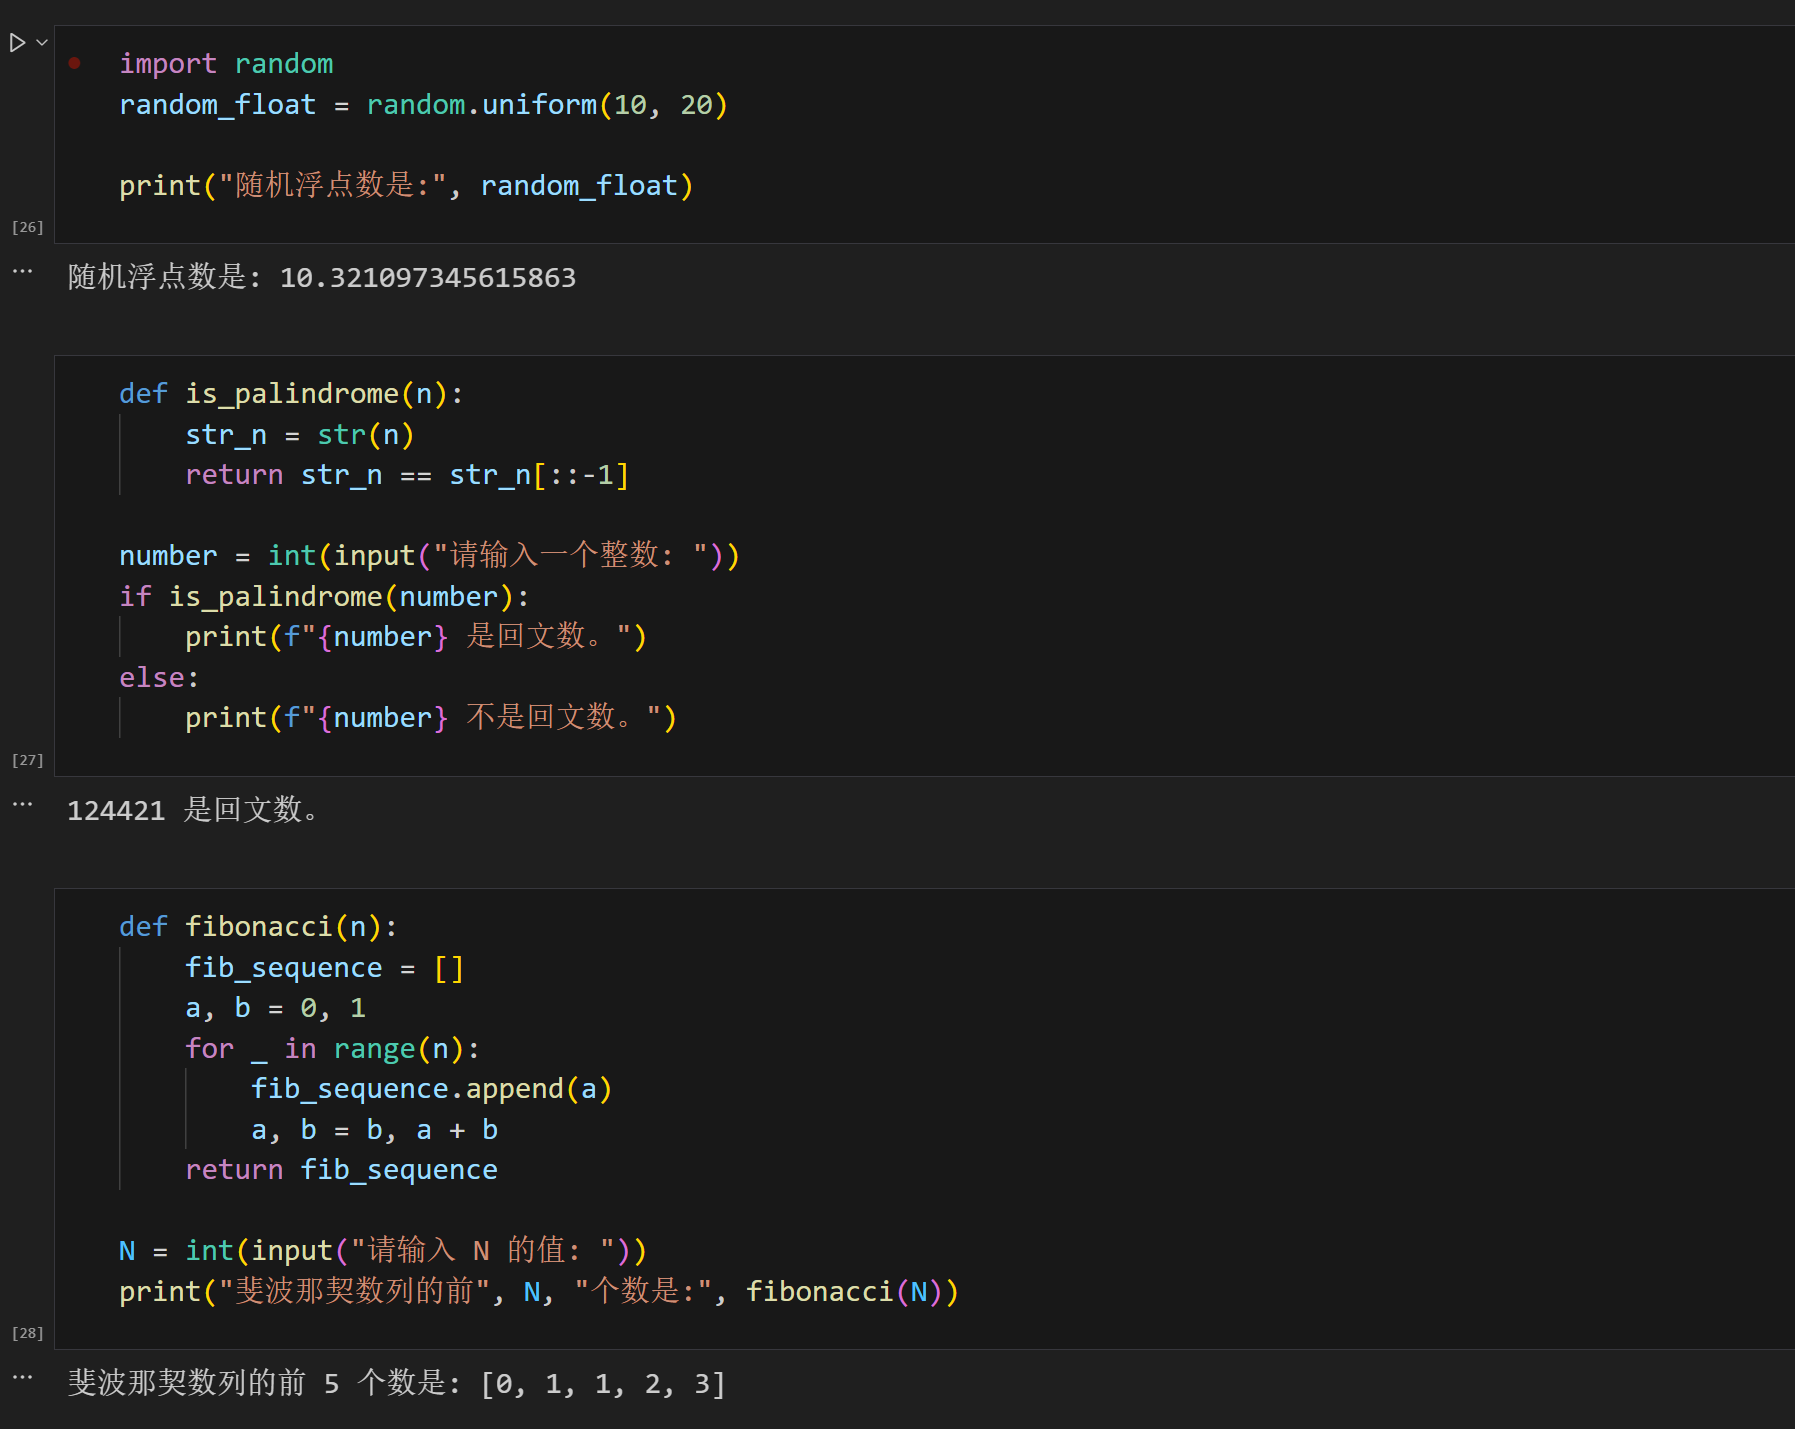 import random
random_float = random.uniform(10, 20)
print("随机浮点数是:", random_float)
[26]
随机浮点数是: 10.321097345615863
def is_palindrome(n):
    str_n = str(n)
    return str_n == str_n[::-1]
number = int(input("请输入一个整数: "))
if is_palindrome(number):
    print(f"{number} 是回文数。")
else:
    print(f"{number} 不是回文数。")
[27]
124421 是回文数。
def fibonacci(n):
    fib_sequence = []
    a, b = 0, 1
    for _ in range(n):
        fib_sequence.append(a)
        a, b = b, a + b
    return fib_sequence
N = int(input("请输入 N 的值: "))
print("斐波那契数列的前", N, "个数是:", fibonacci(N))
[28]
斐波那契数列的前 5 个数是: [0, 1, 1, 2, 3]